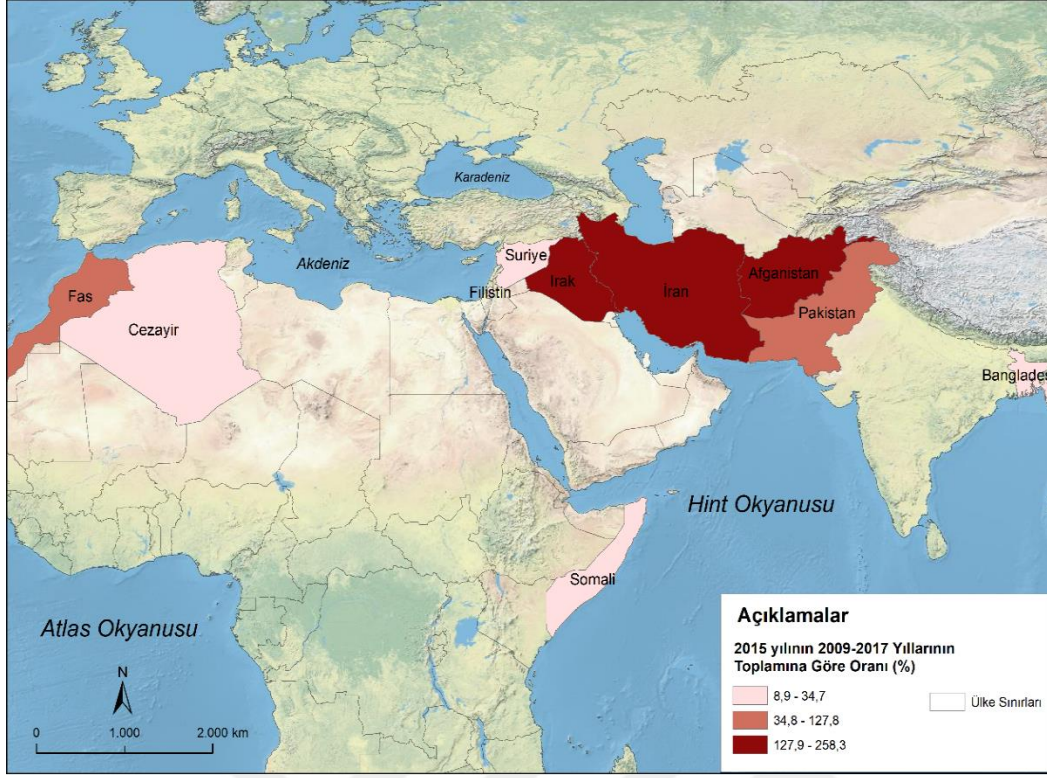 Karadeniz
Akdeniz
Suriye
Irak
İran
Afganistan
Filistin
Pakistan
Fas
Cezayir
Banglades
Hint Okyanusu
Somali
Atlas Okyanusu
N
0 1.000 2.000 km
Açıklamalar
2015 yılının 2009-2017 Yıllarının
Toplamına Göre Oranı (%)
8,9 - 34,7
34,8 - 127,8
127,9 - 258,3
Ülke Sınırları